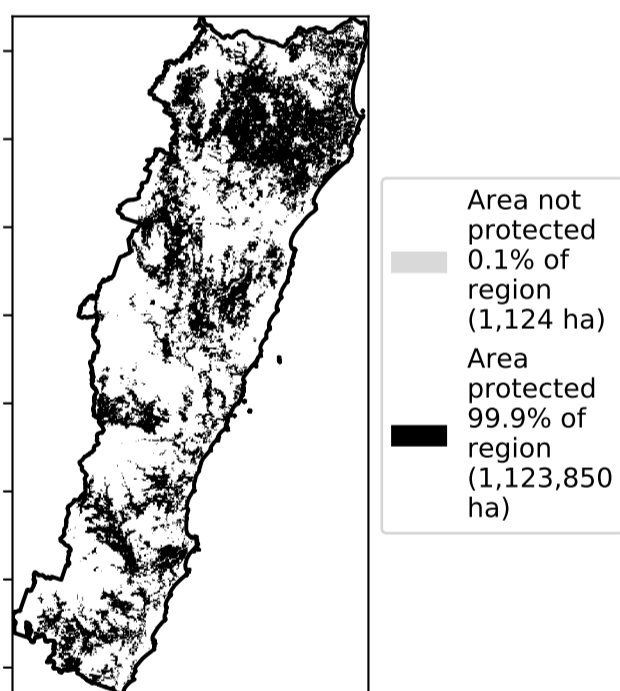 Area not
protected
0.1% of
region
(1,124 ha)
Area
protected
99.9% of
region
(1,123,850
ha)